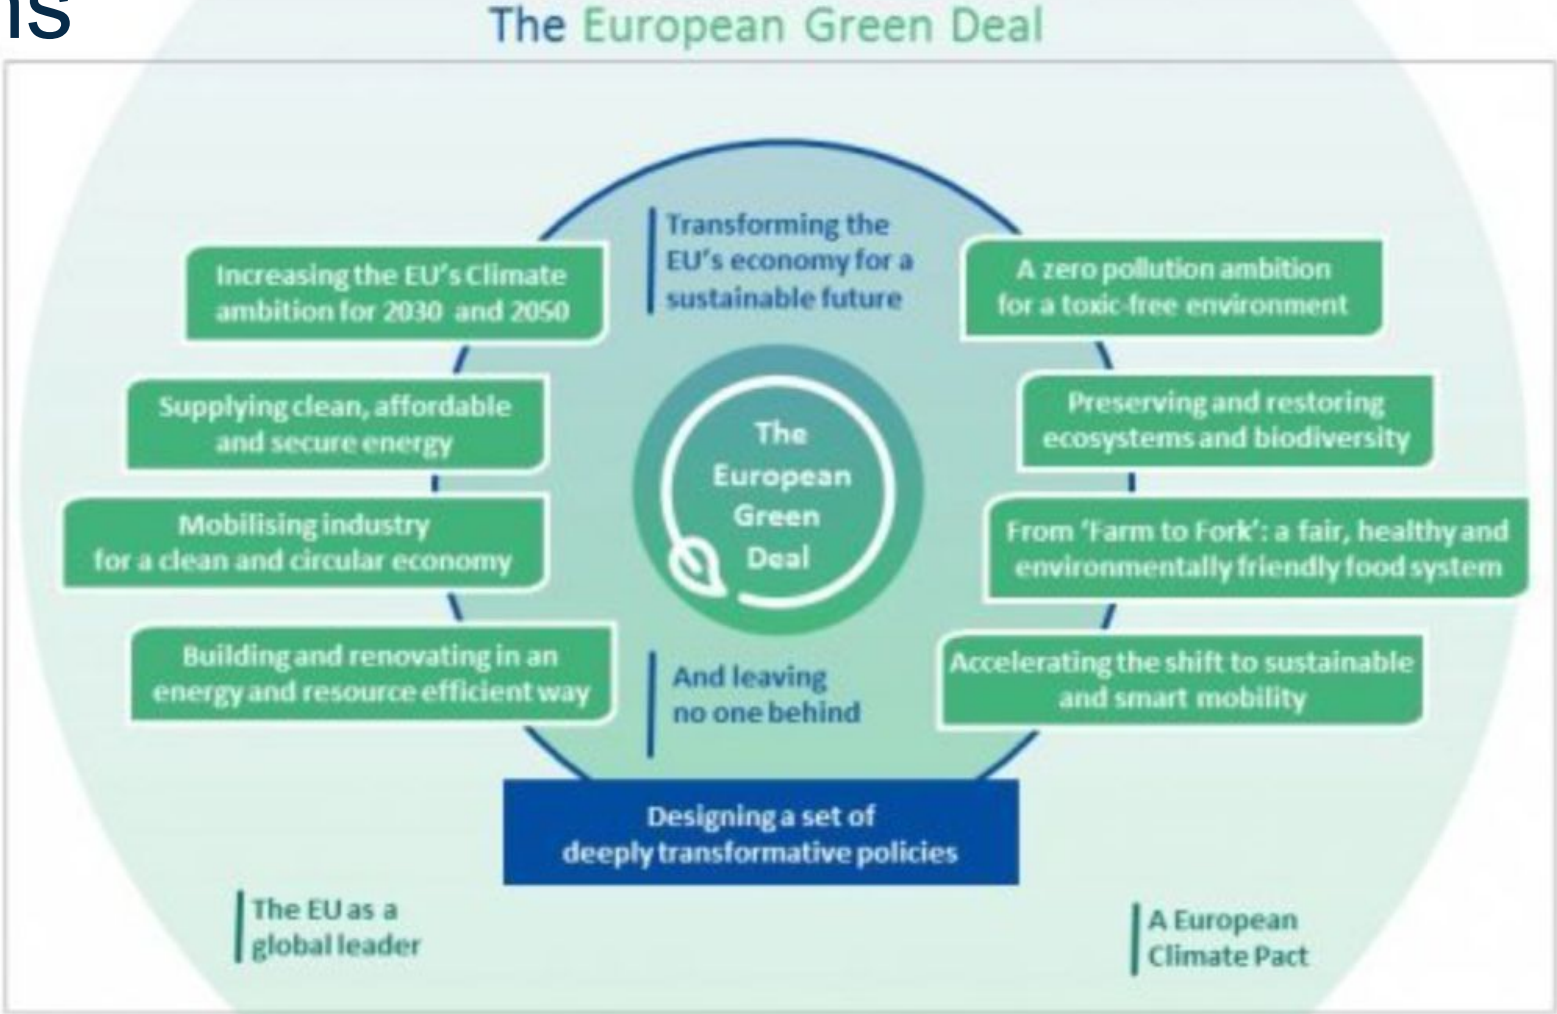 ns
The European Green Deal
Transforming the
EU's economy for a
sustainable future
Increasing the EU's Climate
ambition for 2030 and 2050
Supplying clean, affordable
and secure energy
Mobilising industry
for a clean and circular economy
Building and renovating in an
energy and resource efficient way
The
European
Green
Deal
A zero pollution ambition
for a toxic-free environment
Preserving and restoring
ecosystems and biodiversity
From ‘Farm to Fork’: a fair, healthy and
environmentally friendly food system
Accelerating the shift to sustainable
and smart mobility
And leaving
no one behind
Designing a set of
deeply transformative policies
The EU as a
global leader
A European
Climate Pact